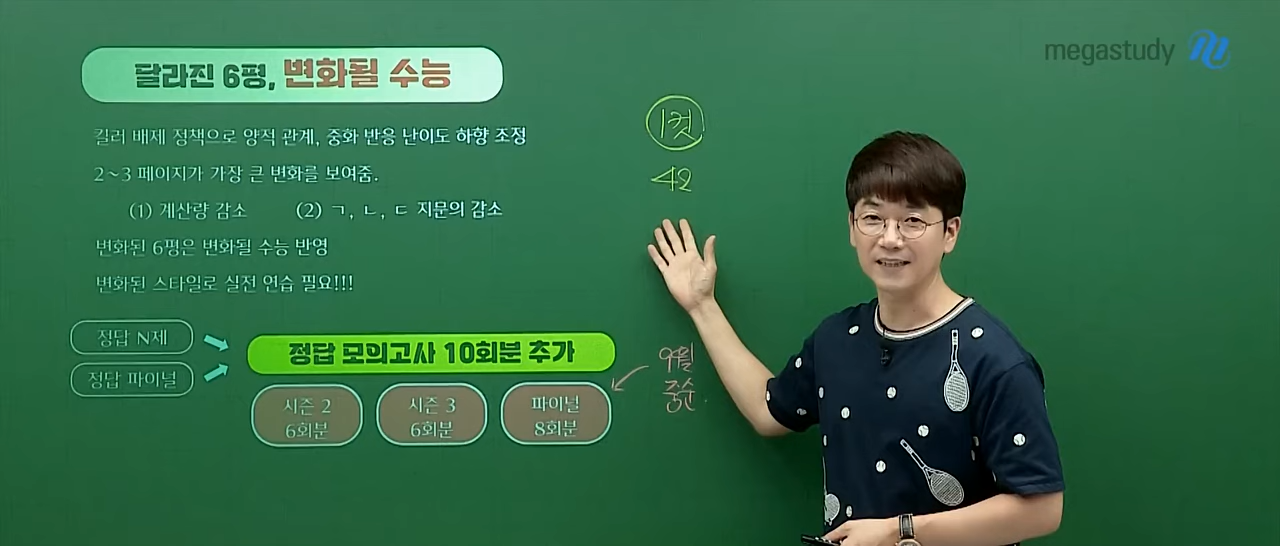 megastudy
달라진 6평, 변화될 수능
킬러 배제 정책으로 양적 관계, 중화 반응 난이도 하향 조정
2~3 페이지가 가장 큰 변화를 보여줌.
(1) 계산량 감소 (2) ㄱ, ㄴ, ㄷ 지문의 감소
변화된 6평은 변화될 수능 반영
변화된 스타일로 실전 연습 필요!!!
1컷
42
정답 N제
정답 파이널
정답 모의고사 10회분 추가
시즌 2
6회분
시즌 3
6회분
파이널
8회분
9월
중순.